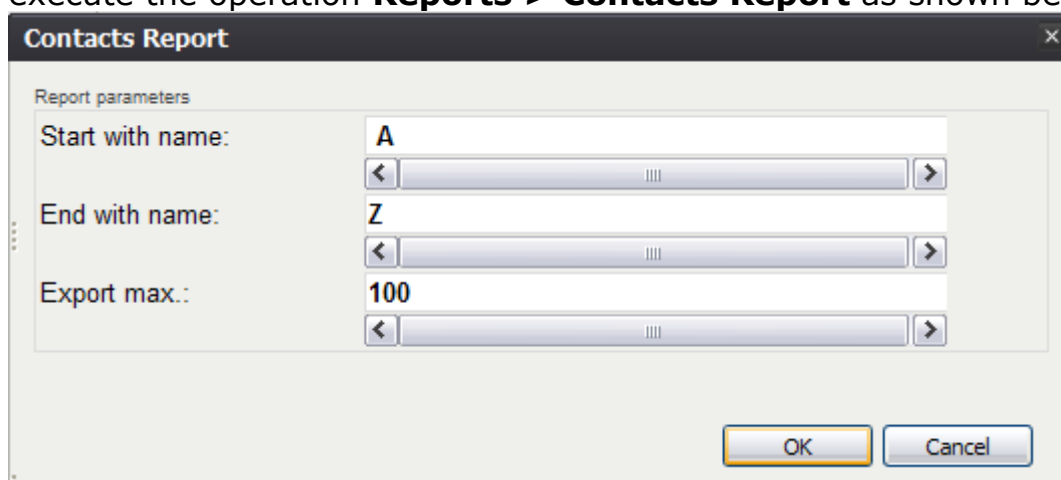 execute the operation Reports > Contacts Report as shown be
Contacts Report
Report parameters
Start with name: A
End with name: Z
Export max.: 100
OK Cancel